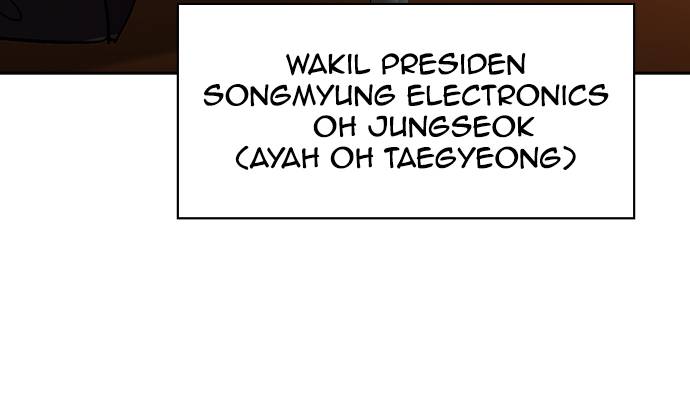 WAKIL PRESIDEN
SONGMYUNG ELECTRONICS
OH JUNGSEOK
(AYAH OH TAEGYEONG)